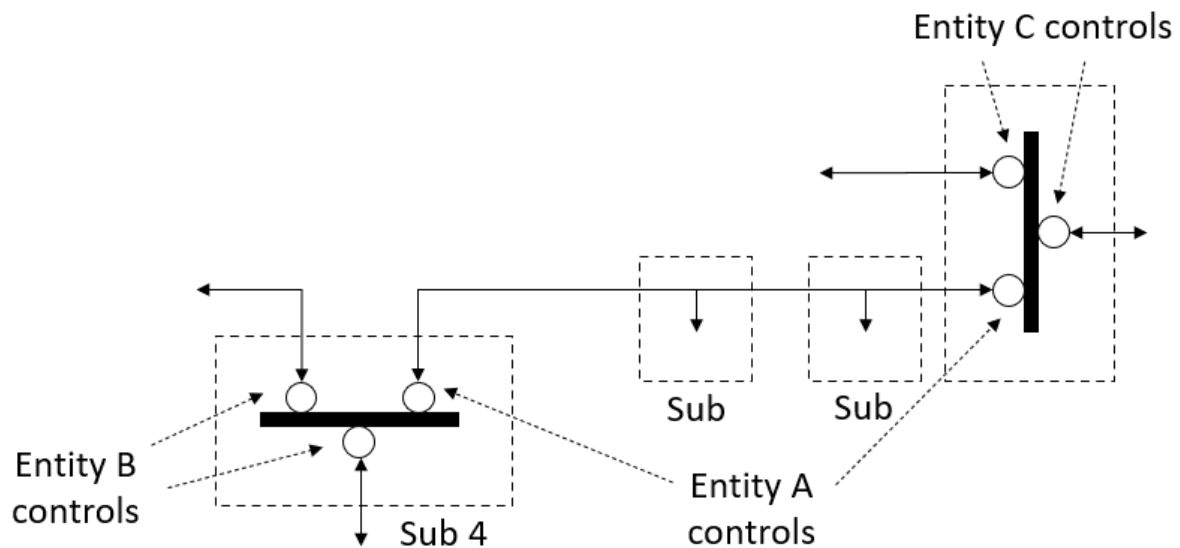 Entity C controls
Sub
Sub
Entity B
controls
Sub 4
Entity A
controls